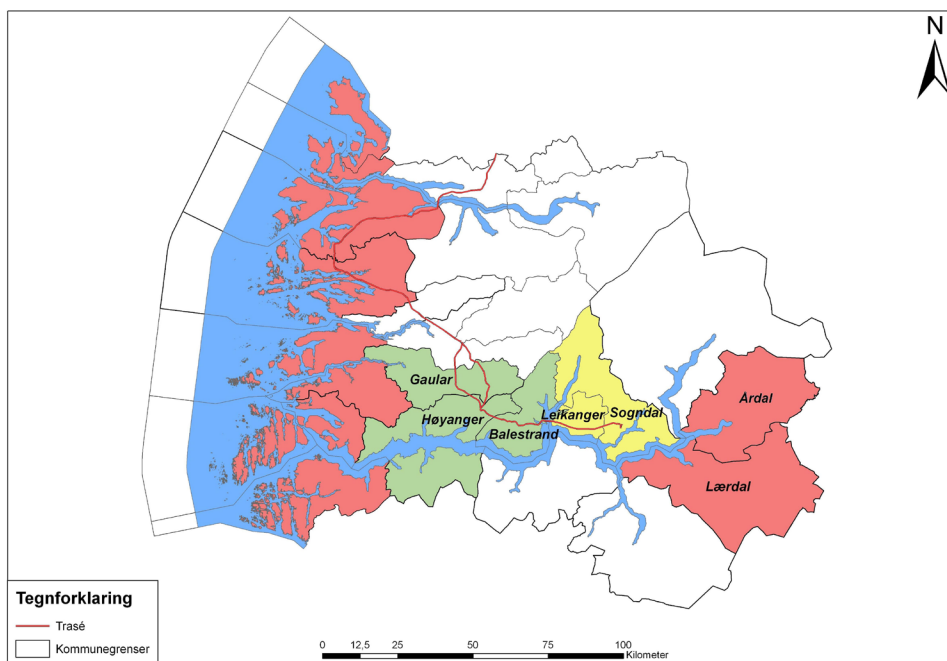 N
Gaular
Høyanger
Balestrand
Leikanger
Sogndal
Årdal
Lærdal
Tegnforklaring
Trasé
Kommunegrenser
0 12,5 25 50 75 100
Kilometer